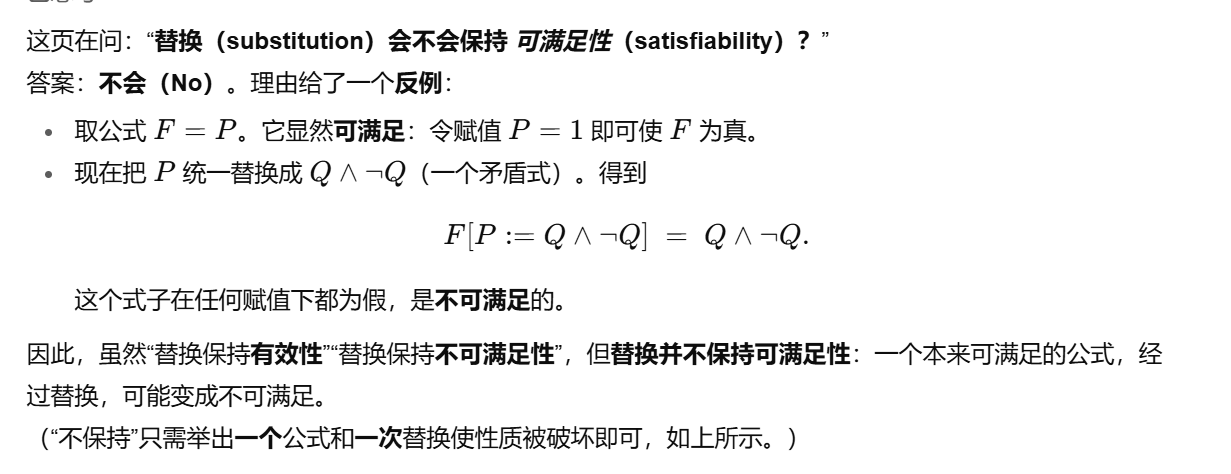 这页在问：“替换（substitution）会不会保持 可满足性（satisfiability）？”
答案：不会（No）。理由给了一个反例：
• 取公式 F = P。它显然可满足：令赋值 P = 1 即可使 F 为真。
• 现在把 P 统一替换成 Q ∧ ¬Q（一个矛盾式）。得到
F[P := Q ∧ ¬Q] = Q ∧ ¬Q.
这个式子在任何赋值下都为假，是不可满足的。
因此，虽然“替换保持有效性”“替换保持不可满足性”，但替换并不保持可满足性：一个本来可满足的公式，经
过替换，可能变成不可满足。
（“不保持”只需举出一个公式和一次替换使性质被破坏即可，如上所示。）